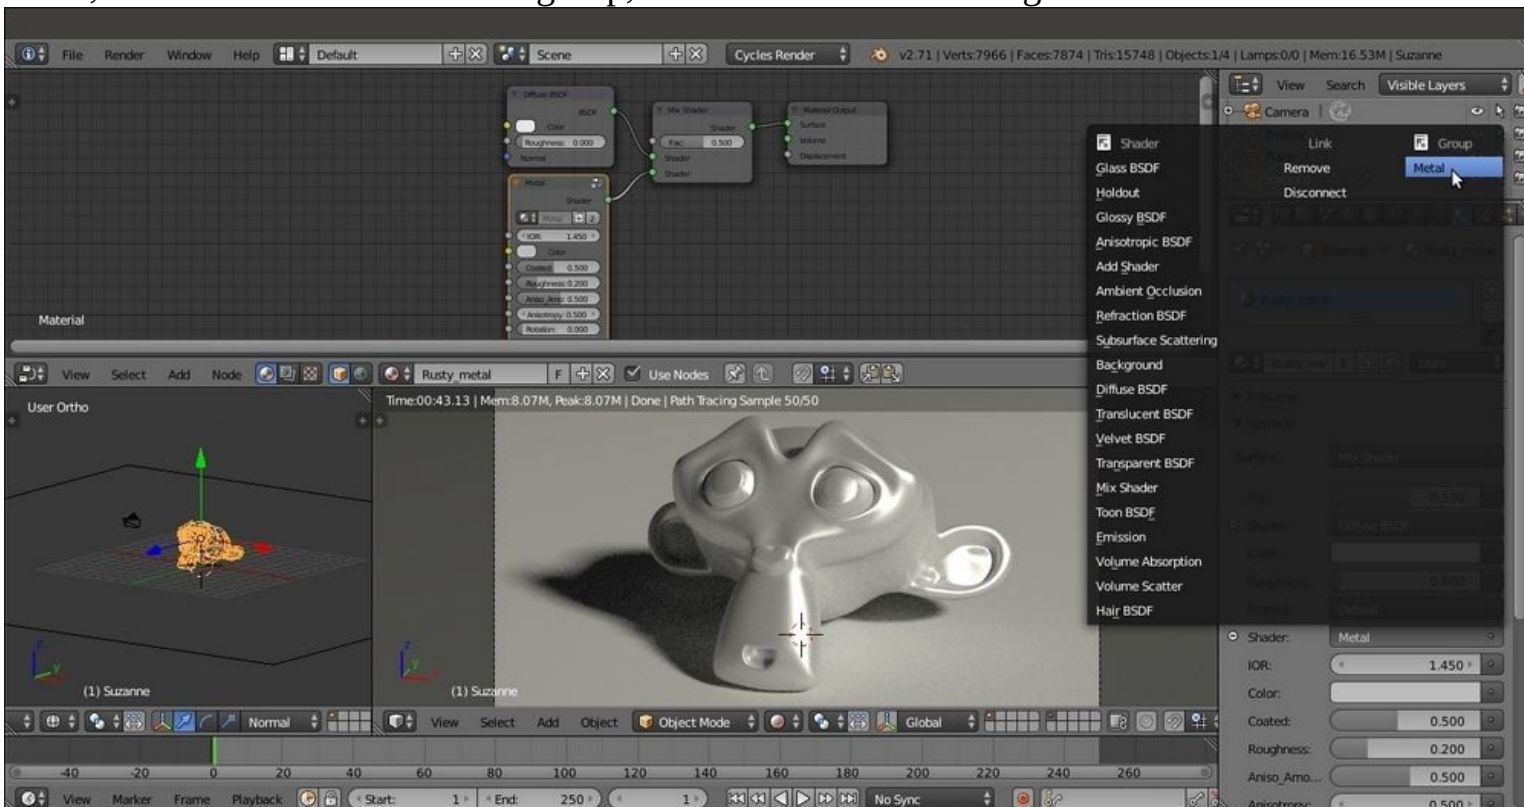 File Render Window Help Default Scene Cycles Render v2.71 | Verts:7966 | Faces:7874 | Tris:15748 | Objects:1/4 | Lamps:0/0 | Mem:16.53M | Suzanne
View Search Visible Layers
Camera
Diffuse BSDF
BSDF
Color
Roughness: 0.000
Normal
Mix Shader
Shader
Fac: 0.500
Shader
Shader
Material Output
Surface
Volume
Displacement
Metal
Shader
Metal 2
IOR: 1.450
Color
Coated: 0.500
Roughness: 0.200
Aniso_Amo: 0.500
Anisotropy: 0.500
Rotation: 0.000
Material
Shader Link Group
Glass BSDF Remove Metal
Holdout Disconnect
Glossy BSDF
Anisotropic BSDF
Add Shader
Ambient Occlusion
Refraction BSDF
Subsurface Scattering
Background
Diffuse BSDF
Translucent BSDF
Velvet BSDF
Transparent BSDF
Mix Shader
Toon BSDF
Emission
Volume Absorption
Volume Scatter
Hair BSDF
View Select Add Node Rusty_metal F Use Nodes
User Ortho
Time:00:43.13 | Mem:8.07M, Peak:8.07M | Done | Path Tracing Sample 50/50
(1) Suzanne
(1) Suzanne
Shader: Metal
IOR: 1.450
Color:
Coated: 0.500
Roughness: 0.200
Aniso_Amo... 0.500
Anisotropy: 0.500
Normal
View Select Add Object Object Mode Global
-40 -20 0 20 40 60 80 100 120 140 160 180 200 220 240 260
View Marker Frame Playback Start: 1 End: 250 1 No Sync